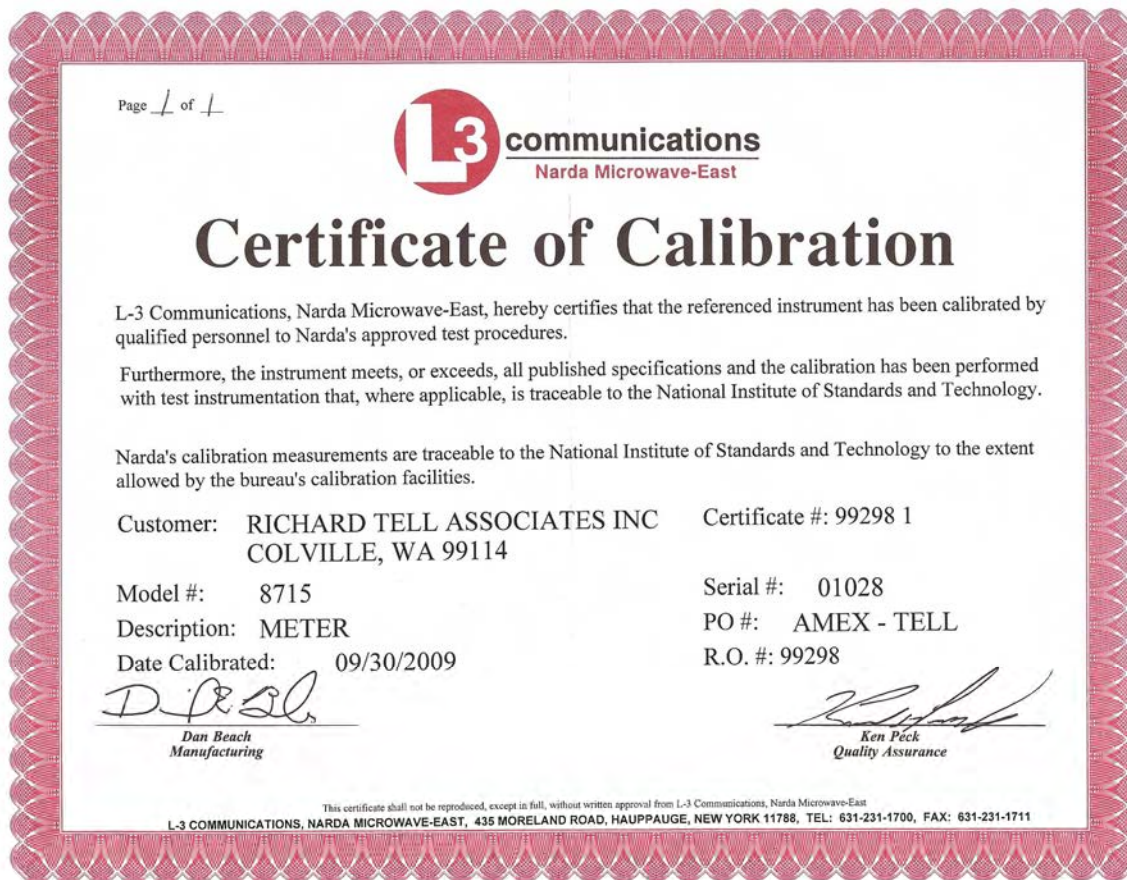 Page 1 of 1
L3 communications
Narda Microwave-East
Certificate of Calibration
L-3 Communications, Narda Microwave-East, hereby certifies that the referenced instrument has been calibrated by
qualified personnel to Narda's approved test procedures.
Furthermore, the instrument meets, or exceeds, all published specifications and the calibration has been performed
with test instrumentation that, where applicable, is traceable to the National Institute of Standards and Technology.
Narda's calibration measurements are traceable to the National Institute of Standards and Technology to the extent
allowed by the bureau's calibration facilities.
Customer: RICHARD TELL ASSOCIATES INC
COLVILLE, WA 99114
Certificate #: 99298 1
Model #: 8715
Serial #: 01028
Description: METER
PO #: AMEX - TELL
Date Calibrated: 09/30/2009
R.O. #: 99298
Dan Beach
Manufacturing
Ken Peck
Quality Assurance
This certificate shall not be reproduced, except in full, without written approval from L-3 Communications, Narda Microwave-East
L-3 COMMUNICATIONS, NARDA MICROWAVE-EAST, 435 MORELAND ROAD, HAUPPAUGE, NEW YORK 11788, TEL: 631-231-1700, FAX: 631-231-1711